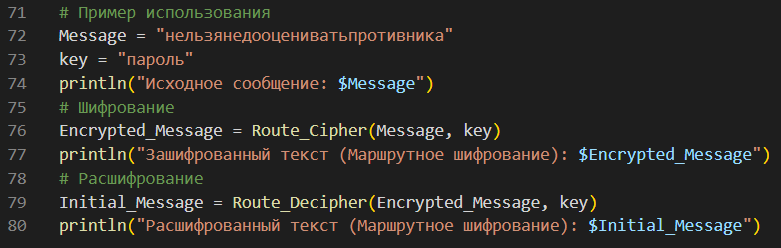 71 # Пример использования
72 Message = "нельзянедооцениватьпротивника"
73 key = "пароль"
74 println("Исходное сообщение: $Message")
75 # Шифрование
76 Encrypted_Message = Route_Cipher(Message, key)
77 println("Зашифрованный текст (Маршрутное шифрование): $Encrypted_Message")
78 # Расшифрование
79 Initial_Message = Route_Decipher(Encrypted_Message, key)
80 println("Расшифрованный текст (Маршрутное шифрование): $Initial_Message")